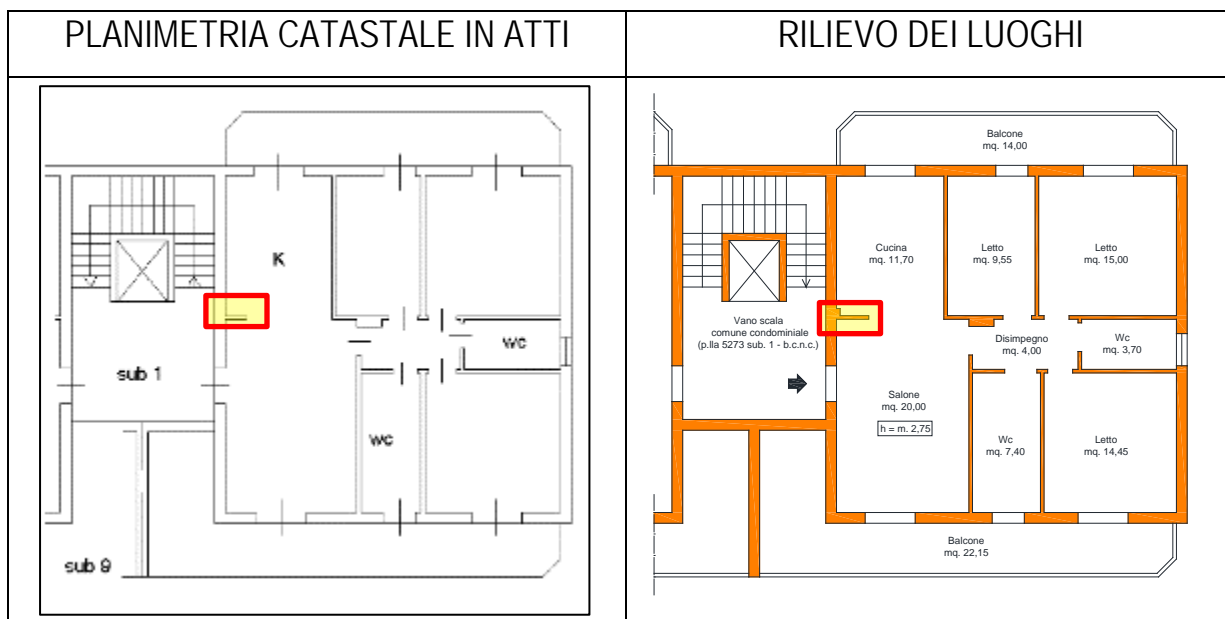 PLANIMETRIA CATASTALE IN ATTI
RILIEVO DEI LUOGHI
K
sub 1
wc
wc
sub 9
Balcone
mq. 14,00
Cucina
mq. 11,70
Letto
mq. 9,55
Letto
mq. 15,00
Vano scala
comune condominiale
(p.lla 5273 sub. 1 - b.c.n.c.)
Disimpegno
mq. 4,00
Wc
mq. 3,70
Salone
mq. 20,00
h = m. 2,75
Wc
mq. 7,40
Letto
mq. 14,45
Balcone
mq. 22,15